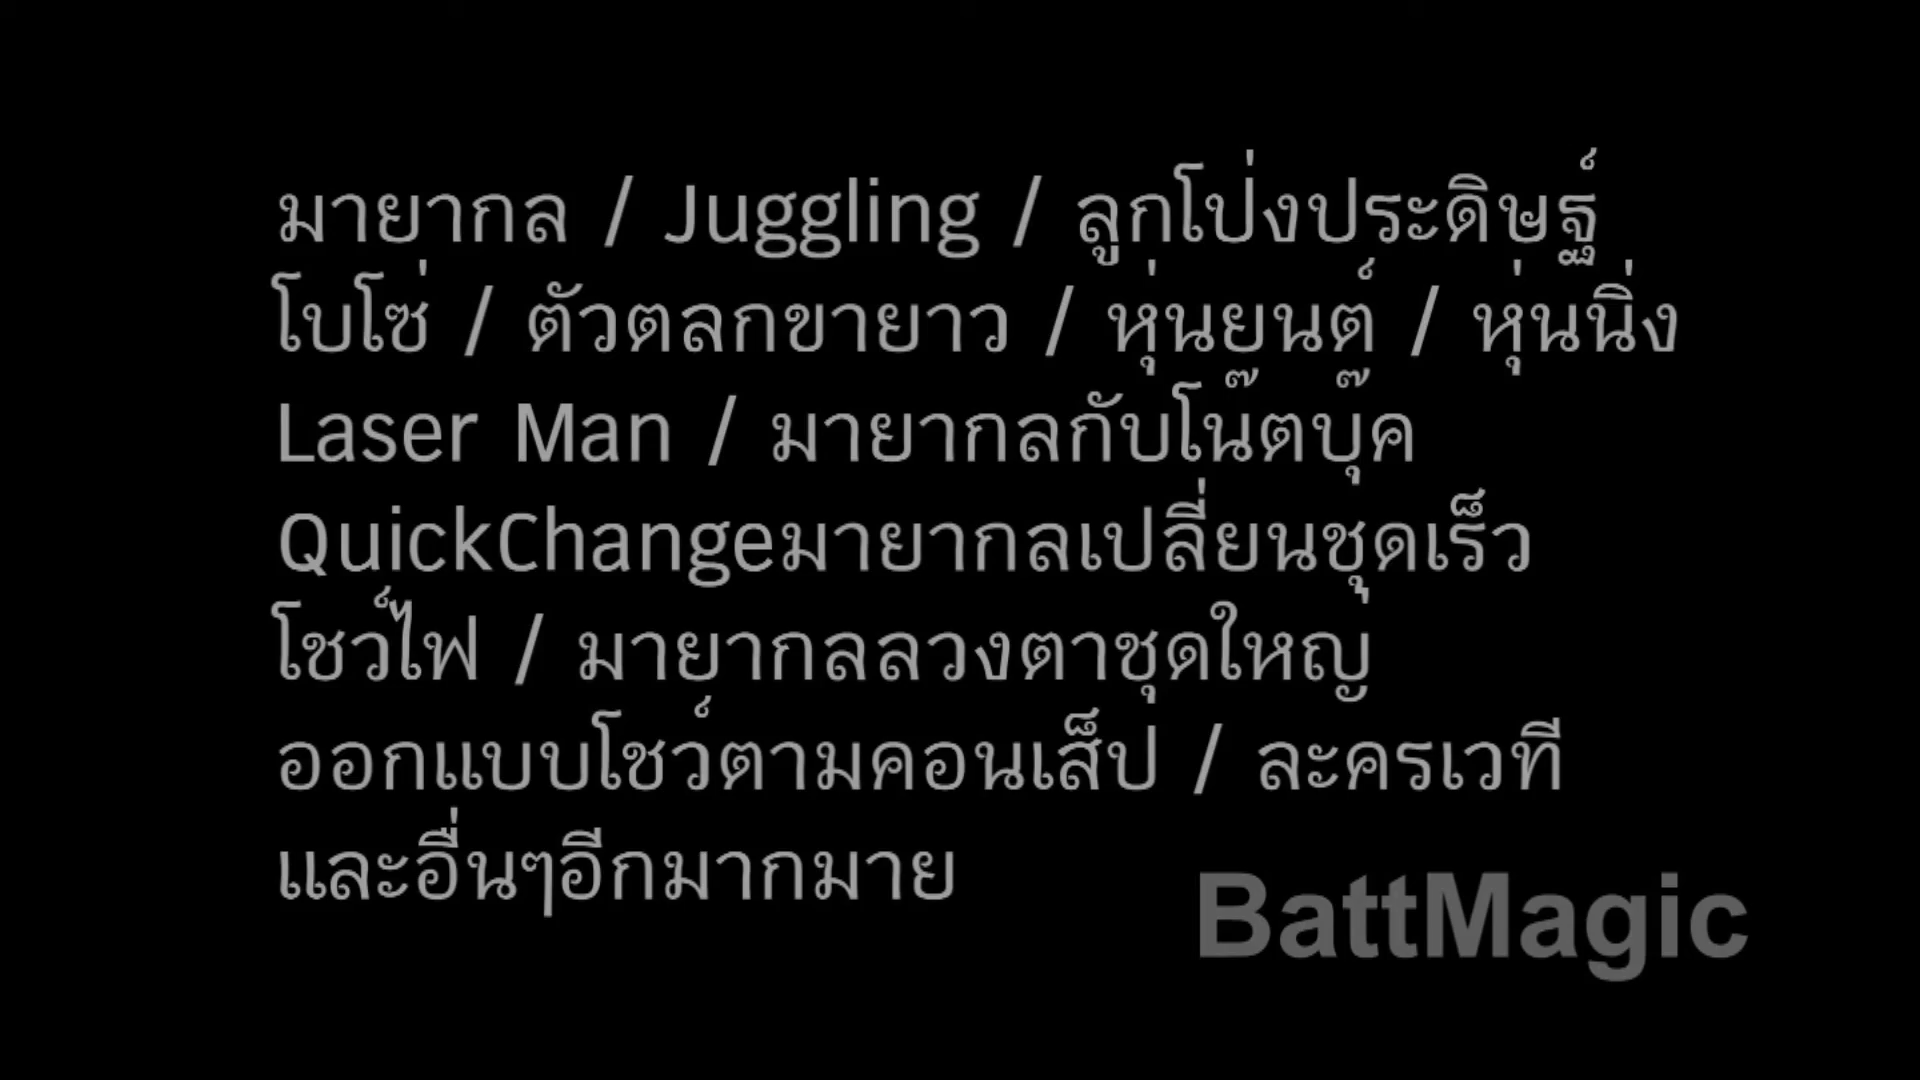 มายากล / Juggling / ลูกโป่งประดิษฐ์
โบโซ่ / ตัวตลกขายาว / หุ่นยนต์ / หุ่นนิ่ง
Laser Man / มายากลกับโน๊ตบุ๊ค
QuickChangeมายากลเปลี่ยนชุดเร็ว
โชว์ไฟ / มายากลลวงตาชุดใหญ่
ออกแบบโชว์ตามคอนเส็ป / ละครเวที
และอื่นๆอีกมากมาย
BattMagic